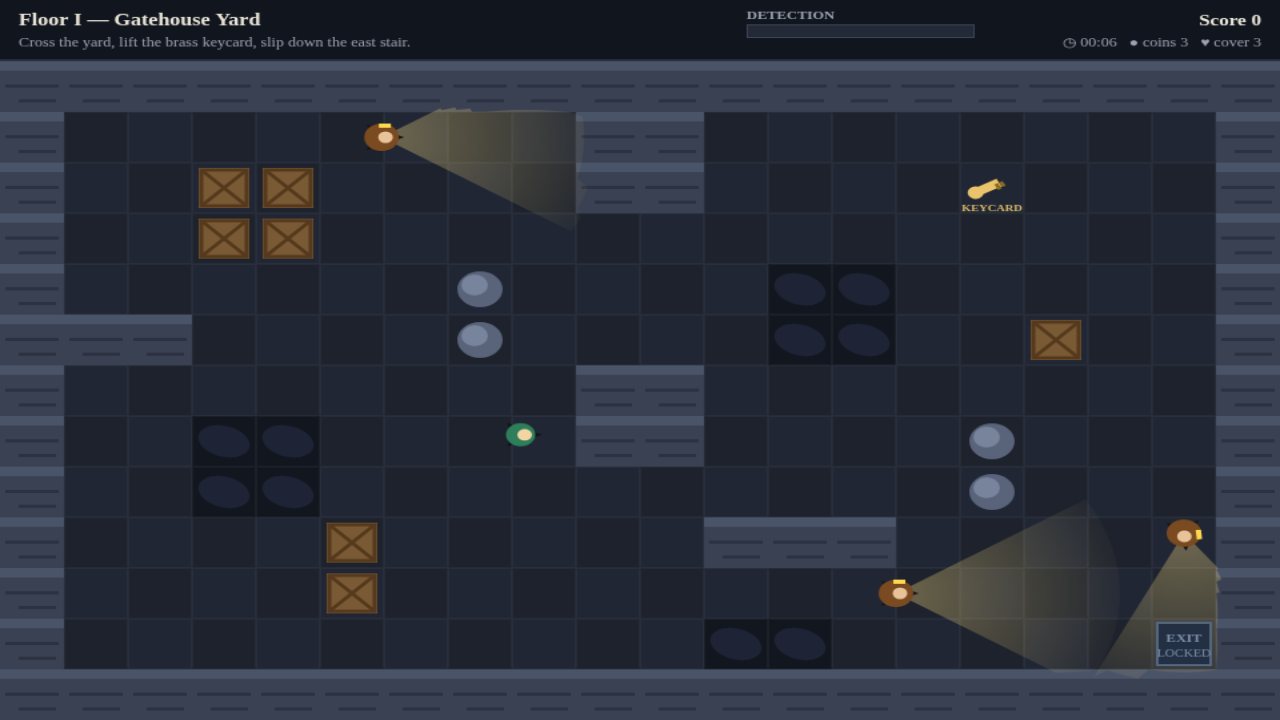 Floor I — Gatehouse Yard
Cross the yard, lift the brass keycard, slip down the east stair.
DETECTION
Score 0
◷ 00:06 ● coins 3 ♥ cover 3
KEYCARD
EXIT
LOCKED